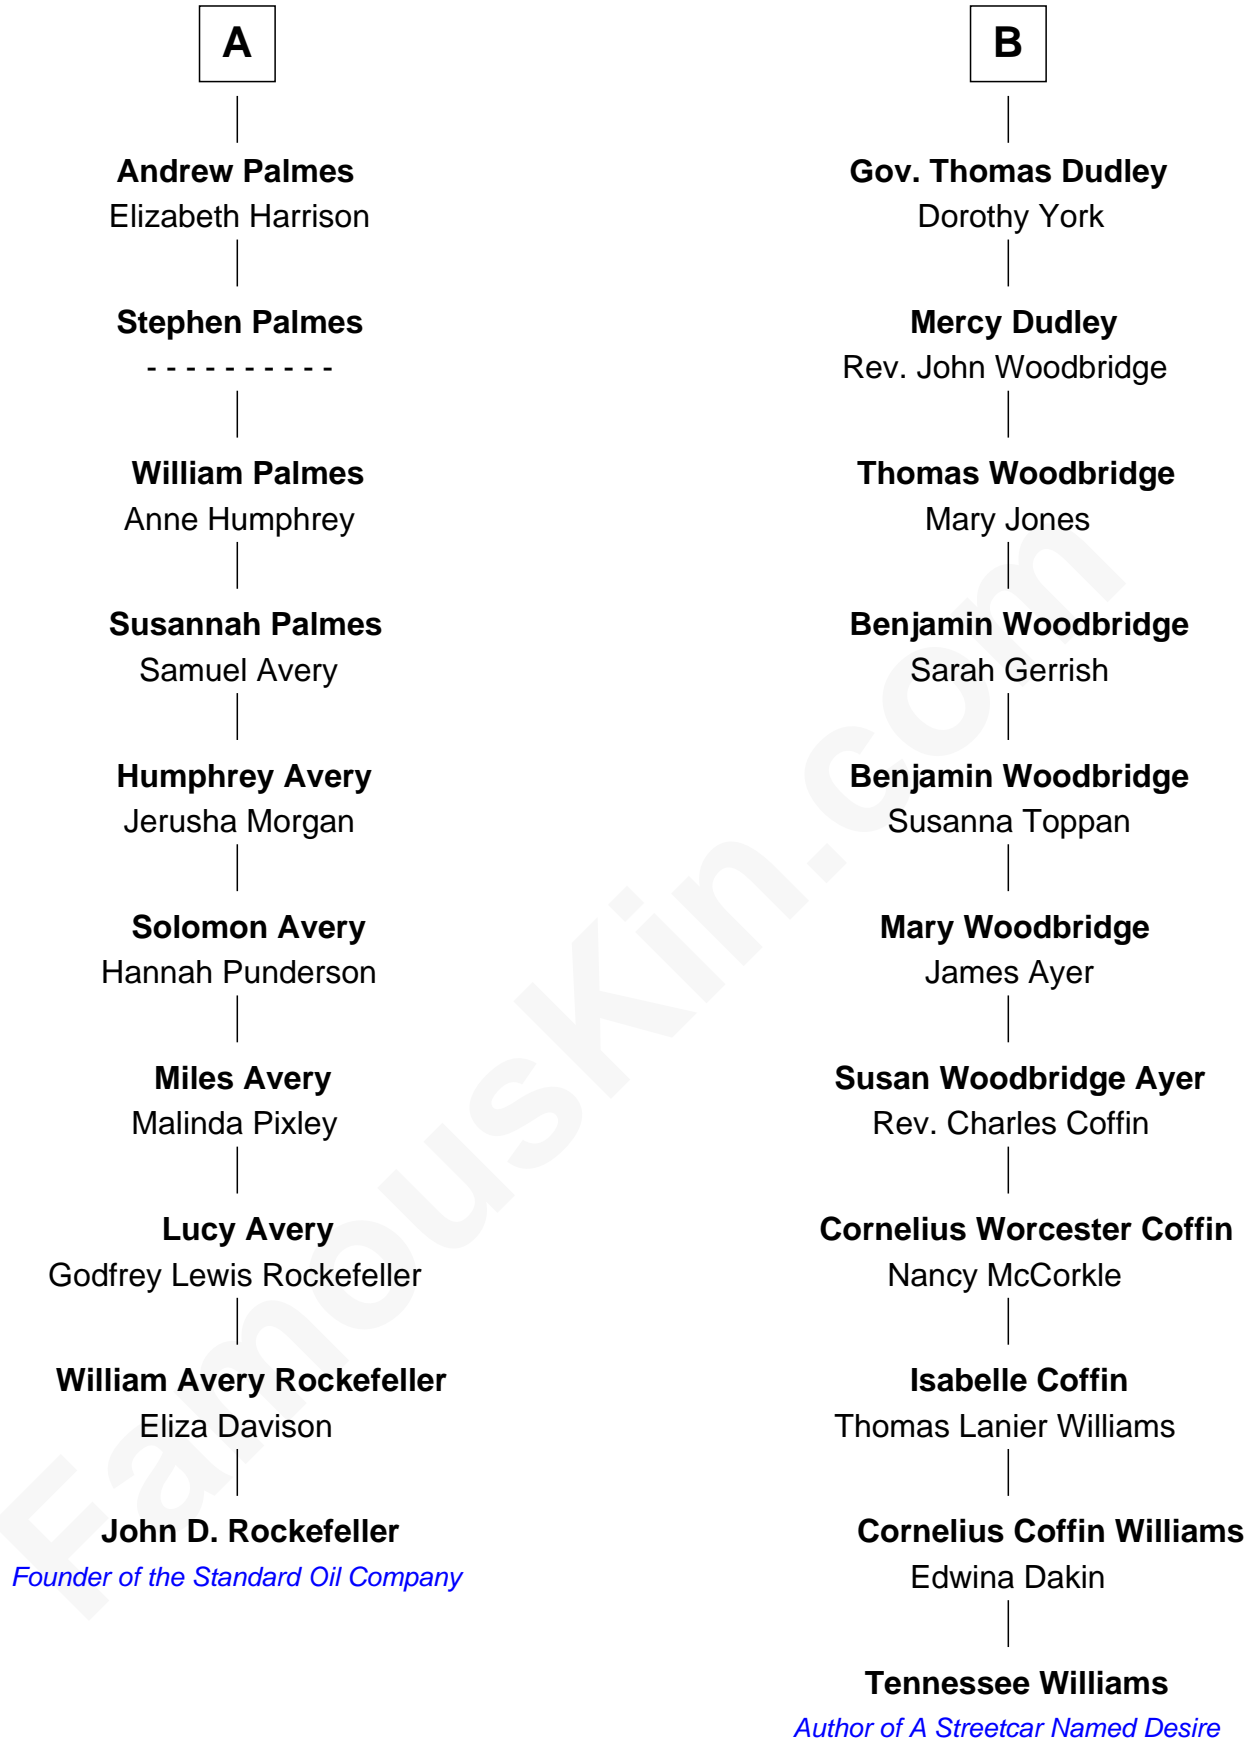 A
Andrew Palmes
Elizabeth Harrison
Stephen Palmes
- - - - - - - - - -
William Palmes
Anne Humphrey
Susannah Palmes
Samuel Avery
Humphrey Avery
Jerusha Morgan
Solomon Avery
Hannah Punderson
Miles Avery
Malinda Pixley
Lucy Avery
Godfrey Lewis Rockefeller
William Avery Rockefeller
Eliza Davison
John D. Rockefeller
Founder of the Standard Oil Company
B
Gov. Thomas Dudley
Dorothy York
Mercy Dudley
Rev. John Woodbridge
Thomas Woodbridge
Mary Jones
Benjamin Woodbridge
Sarah Gerrish
Benjamin Woodbridge
Susanna Toppan
Mary Woodbridge
James Ayer
Susan Woodbridge Ayer
Rev. Charles Coffin
Cornelius Worcester Coffin
Nancy McCorkle
Isabelle Coffin
Thomas Lanier Williams
Cornelius Coffin Williams
Edwina Dakin
Tennessee Williams
Author of A Streetcar Named Desire
FamousKin.com